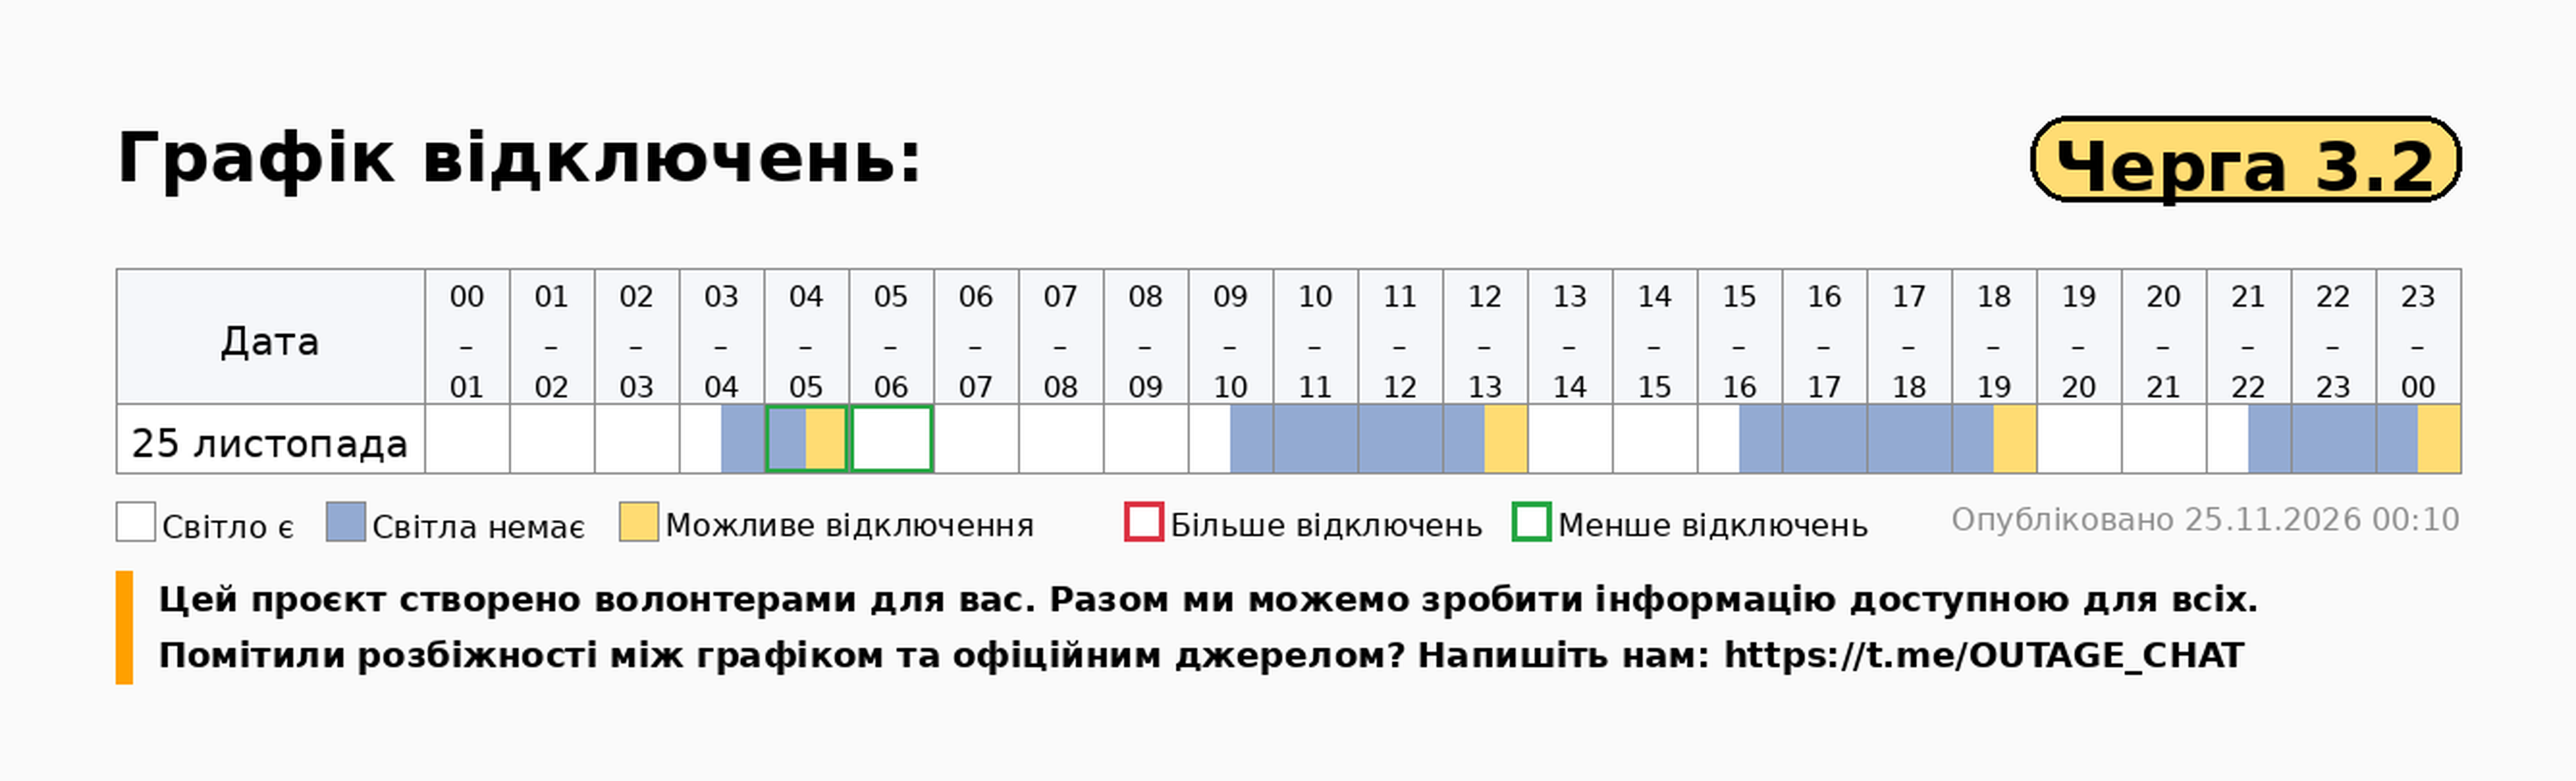 Графік відключень:
Черга 3.2
Дата
00 – 01
01 – 02
02 – 03
03 – 04
04 – 05
05 – 06
06 – 07
07 – 08
08 – 09
09 – 10
10 – 11
11 – 12
12 – 13
13 – 14
14 – 15
15 – 16
16 – 17
17 – 18
18 – 19
19 – 20
20 – 21
21 – 22
22 – 23
23 – 00
25 листопада
Світло є
Світла немає
Можливе відключення
Більше відключень
Менше відключень
Опубліковано 25.11.2026 00:10
Цей проєкт створено волонтерами для вас. Разом ми можемо зробити інформацію доступною для всіх.
Помітили розбіжності між графіком та офіційним джерелом? Напишіть нам: https://t.me/OUTAGE_CHAT